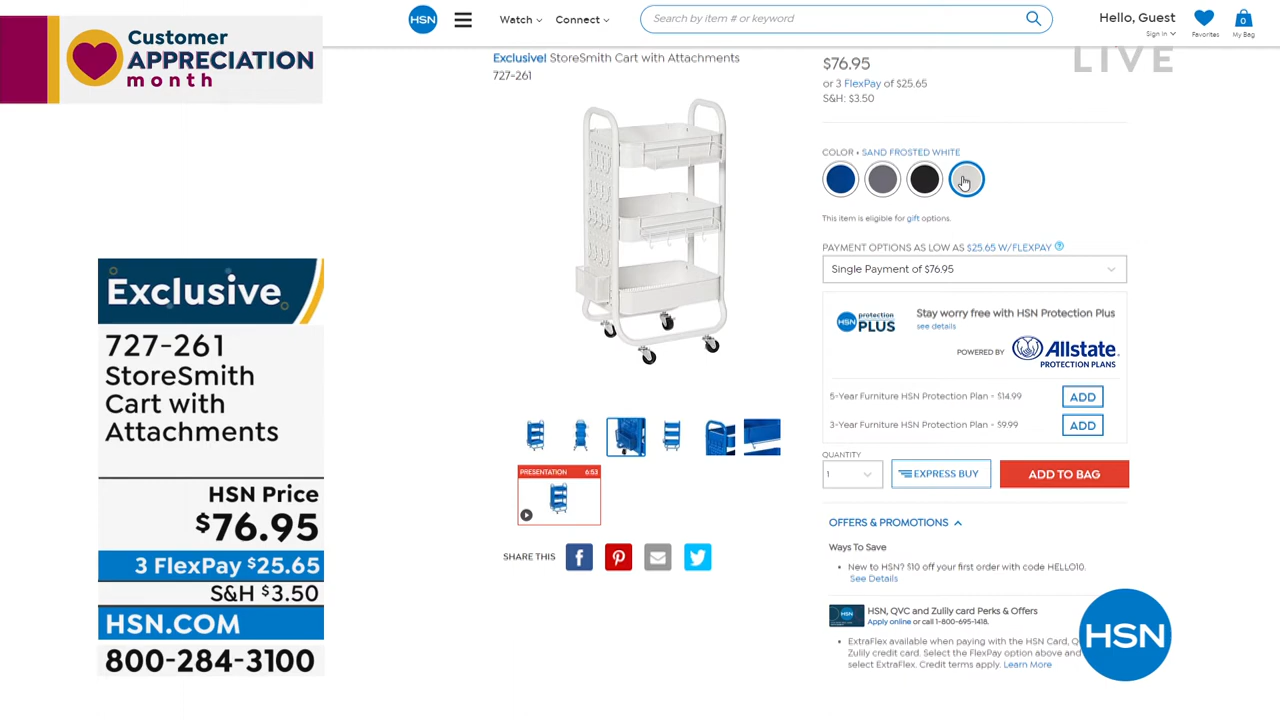 Customer
APPRECIATION
month
HSN
Watch
Connect
Search by item # or keyword
Hello, Guest
Sign In
Favorites
0
My Bag
LIVE
Exclusive! StoreSmith Cart with Attachments
727-261
$76.95
or 3 FlexPay of $25.65
S&H: $3.50
COLOR • SAND FROSTED WHITE
This item is eligible for gift options.
PAYMENT OPTIONS AS LOW AS $25.65 W/FLEXPAY ?
Single Payment of $76.95
HSN protection PLUS
Stay worry free with HSN Protection Plus
see details
POWERED BY Allstate
PROTECTION PLANS
5-Year Furniture HSN Protection Plan - $14.99 ADD
3-Year Furniture HSN Protection Plan - $9.99 ADD
QUANTITY
1
EXPRESS BUY
ADD TO BAG
PRESENTATION 6:53
SHARE THIS
OFFERS & PROMOTIONS
Ways To Save
• New to HSN? $10 off your first order with code HELLO10.
See Details
HSN
HSN, QVC and Zulily card Perks & Offers
Apply online or call 1-800-695-1418.
• ExtraFlex available when paying with the HSN Card, Q
Zulily credit card. Select the FlexPay option above and
select ExtraFlex. Credit terms apply. Learn More
HSN
Exclusive
727-261
StoreSmith
Cart with
Attachments
HSN Price
$76.95
3 FlexPay $25.65
S&H $3.50
HSN.COM
800-284-3100